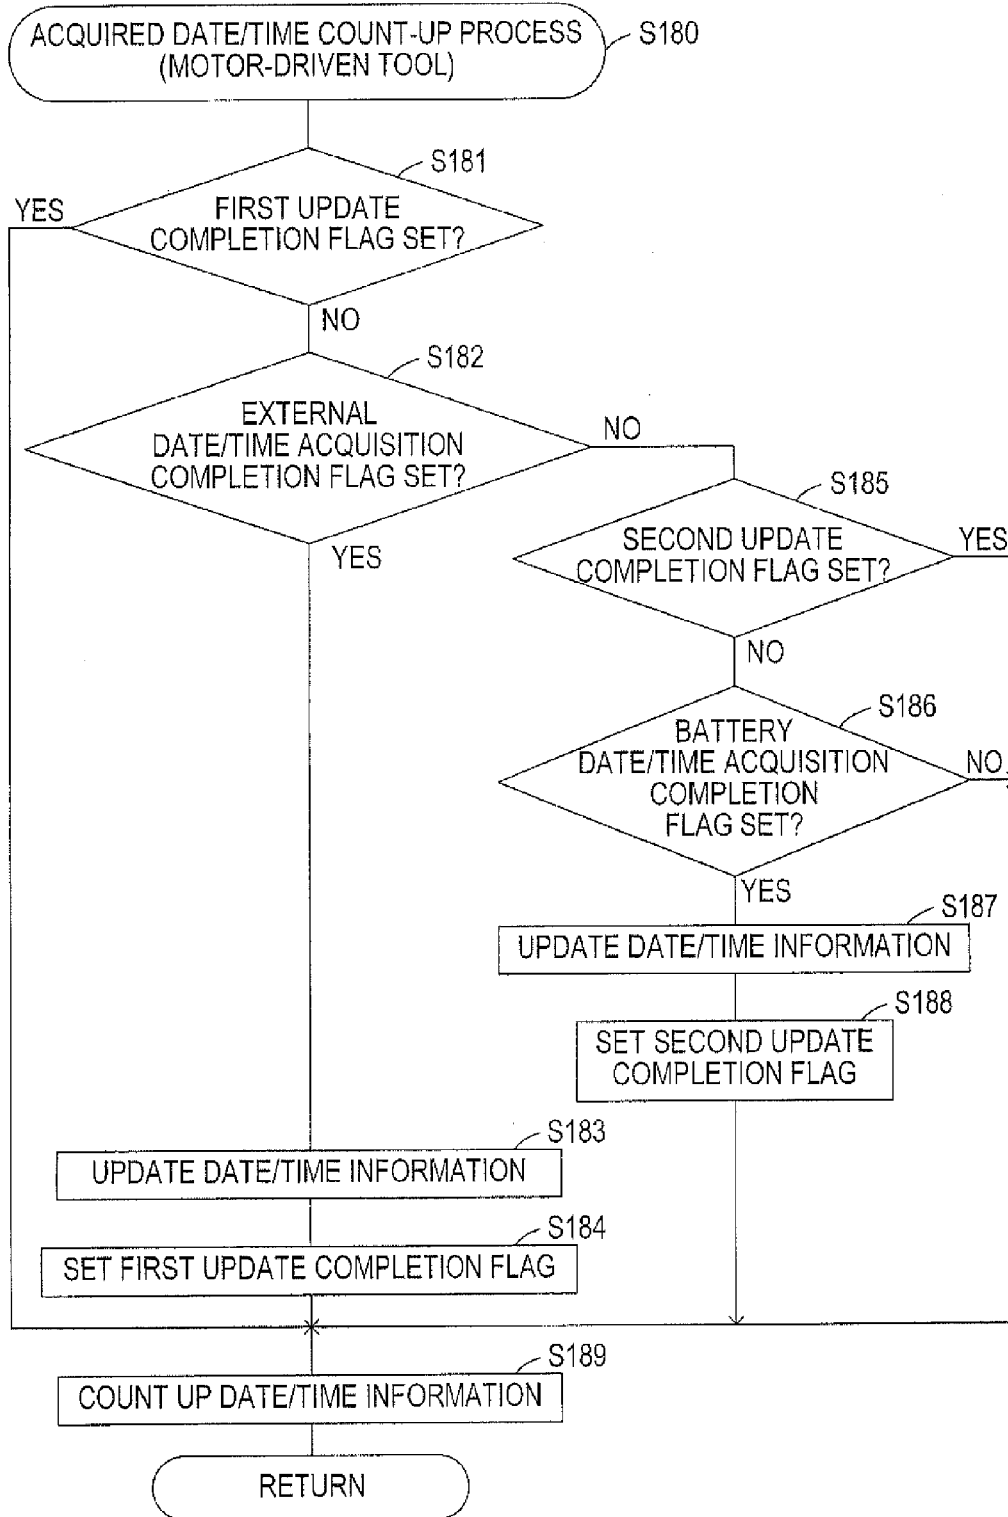 ACQUIRED DATE/TIME COUNT-UP PROCESS
(MOTOR-DRIVEN TOOL)
S180
S181
YES
FIRST UPDATE
COMPLETION FLAG SET?
NO
S182
EXTERNAL
DATE/TIME ACQUISITION
COMPLETION FLAG SET?
NO
YES
S185
SECOND UPDATE
COMPLETION FLAG SET?
YES
NO
S186
BATTERY
DATE/TIME ACQUISITION
COMPLETION
FLAG SET?
NO
YES
S187
UPDATE DATE/TIME INFORMATION
S188
SET SECOND UPDATE
COMPLETION FLAG
S183
UPDATE DATE/TIME INFORMATION
S184
SET FIRST UPDATE COMPLETION FLAG
S189
COUNT UP DATE/TIME INFORMATION
RETURN